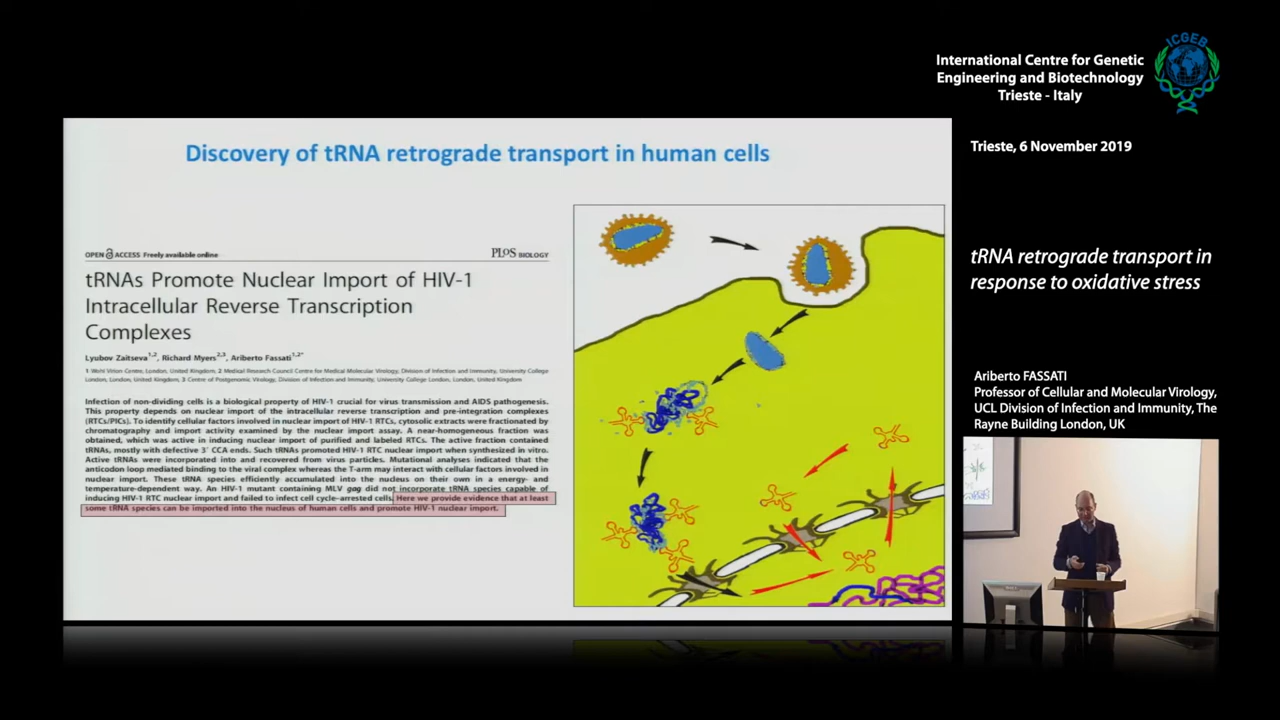 International Centre for Genetic
Engineering and Biotechnology
Trieste - Italy
ICGEB
Trieste, 6 November 2019
tRNA retrograde transport in
response to oxidative stress
Ariberto FASSATI
Professor of Cellular and Molecular Virology,
UCL Division of Infection and Immunity, The
Rayne Building London, UK
Discovery of tRNA retrograde transport in human cells
OPEN ACCESS Freely available online
PLoS BIOLOGY
tRNAs Promote Nuclear Import of HIV-1
Intracellular Reverse Transcription
Complexes
Lyubov Zaitseva1,2, Richard Myers2,3, Ariberto Fassati1,2*
1 Wohl Virion Centre, London, United Kingdom, 2 Medical Research Council Centre for Medical Molecular Virology, Division of Infection and Immunity, University College
London, London, United Kingdom, 3 Centre of Postgenomic Virology, Division of Infection and Immunity, University College London, London, United Kingdom
Infection of non-dividing cells is a biological property of HIV-1 crucial for virus transmission and AIDS pathogenesis.
This property depends on nuclear import of the intracellular reverse transcription and pre-integration complexes
(RTCs/PICs). To identify cellular factors involved in nuclear import of HIV-1 RTCs, cytosolic extracts were fractionated by
chromatography and import activity examined by the nuclear import assay. A near-homogeneous fraction was
obtained, which was active in inducing nuclear import of purified and labeled RTCs. The active fraction contained
tRNAs, mostly with defective 3' CCA ends. Such tRNAs promoted HIV-1 RTC nuclear import when synthesized in vitro.
Active tRNAs were incorporated into and recovered from virus particles. Mutational analyses indicated that the
anticodon loop mediated binding to the viral complex whereas the T-arm may interact with cellular factors involved in
nuclear import. These tRNA species efficiently accumulated into the nucleus on their own in a energy- and
temperature-dependent way. An HIV-1 mutant containing MLV gag did not incorporate tRNA species capable of
inducing HIV-1 RTC nuclear import and failed to infect cell cycle-arrested cells. Here we provide evidence that at least
some tRNA species can be imported into the nucleus of human cells and promote HIV-1 nuclear import.